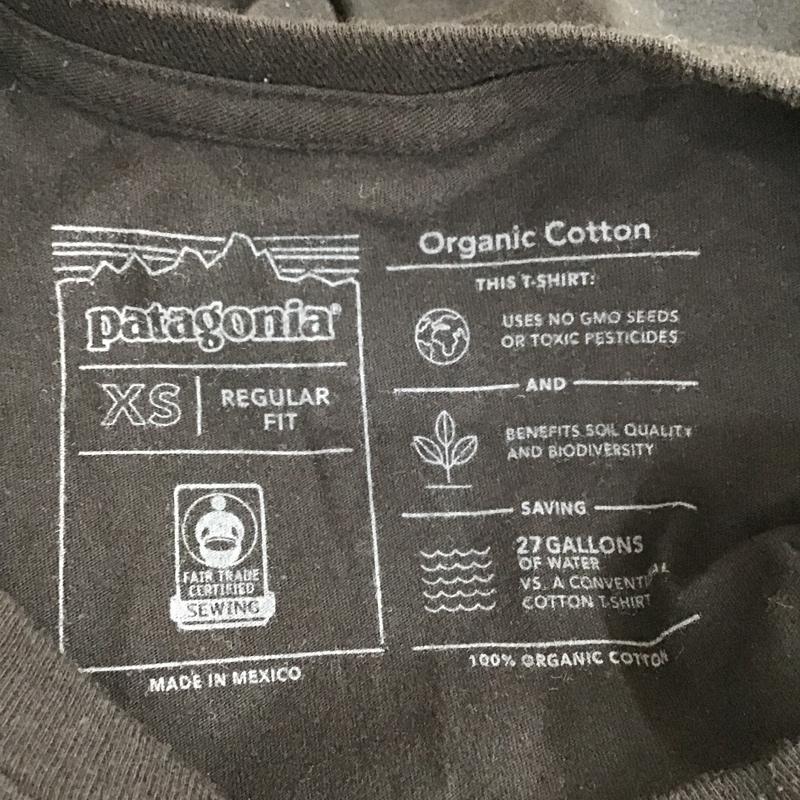 patagonia®
XS
REGULAR
FIT
FAIR TRADE
CERTIFIED
SEWING
MADE IN MEXICO
Organic Cotton
THIS T-SHIRT:
USES NO GMO SEEDS
OR TOXIC PESTICIDES
AND
BENEFITS SOIL QUALITY
AND BIODIVERSITY
SAVING
27 GALLONS
OF WATER
VS. A CONVENTIONAL
COTTON T-SHIRT
100% ORGANIC COTTON